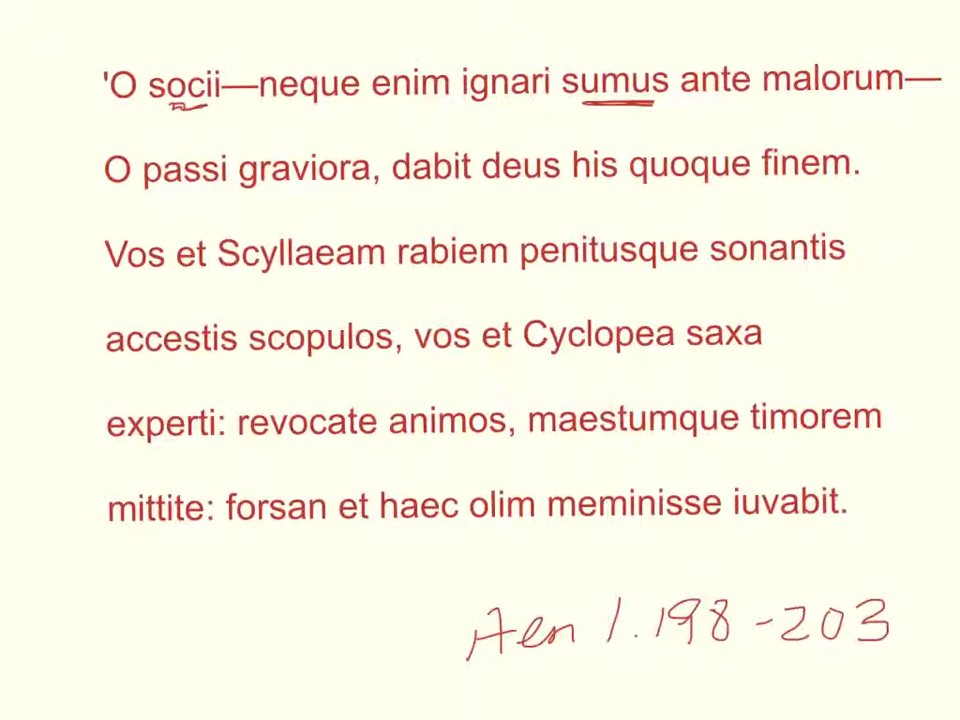 'O socii—neque enim ignari sumus ante malorum—
O passi graviora, dabit deus his quoque finem.
Vos et Scyllaeam rabiem penitusque sonantis
accestis scopulos, vos et Cyclopea saxa
experti: revocate animos, maestumque timorem
mittite: forsan et haec olim meminisse iuvabit.
Aen 1.198-203